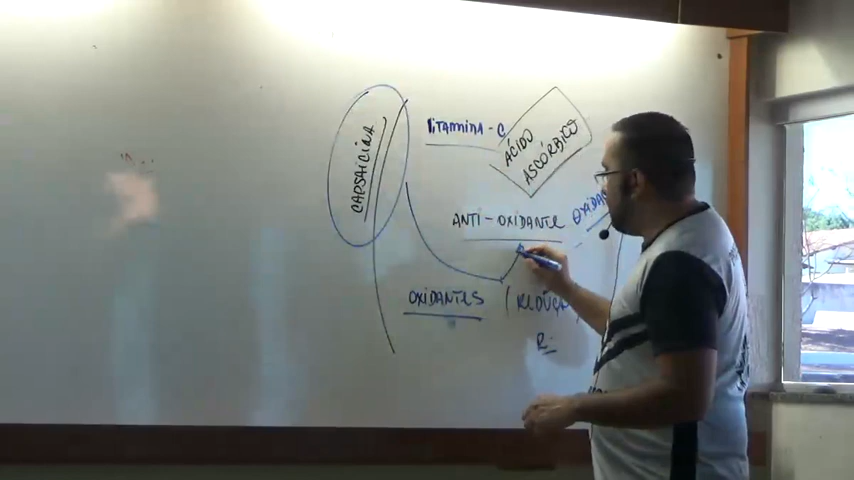 CAPSAICINA
VITAMINA - C
ÁCIDO
ASCÓRBICO
ANTI - OXIDANTE
OXIDANTES